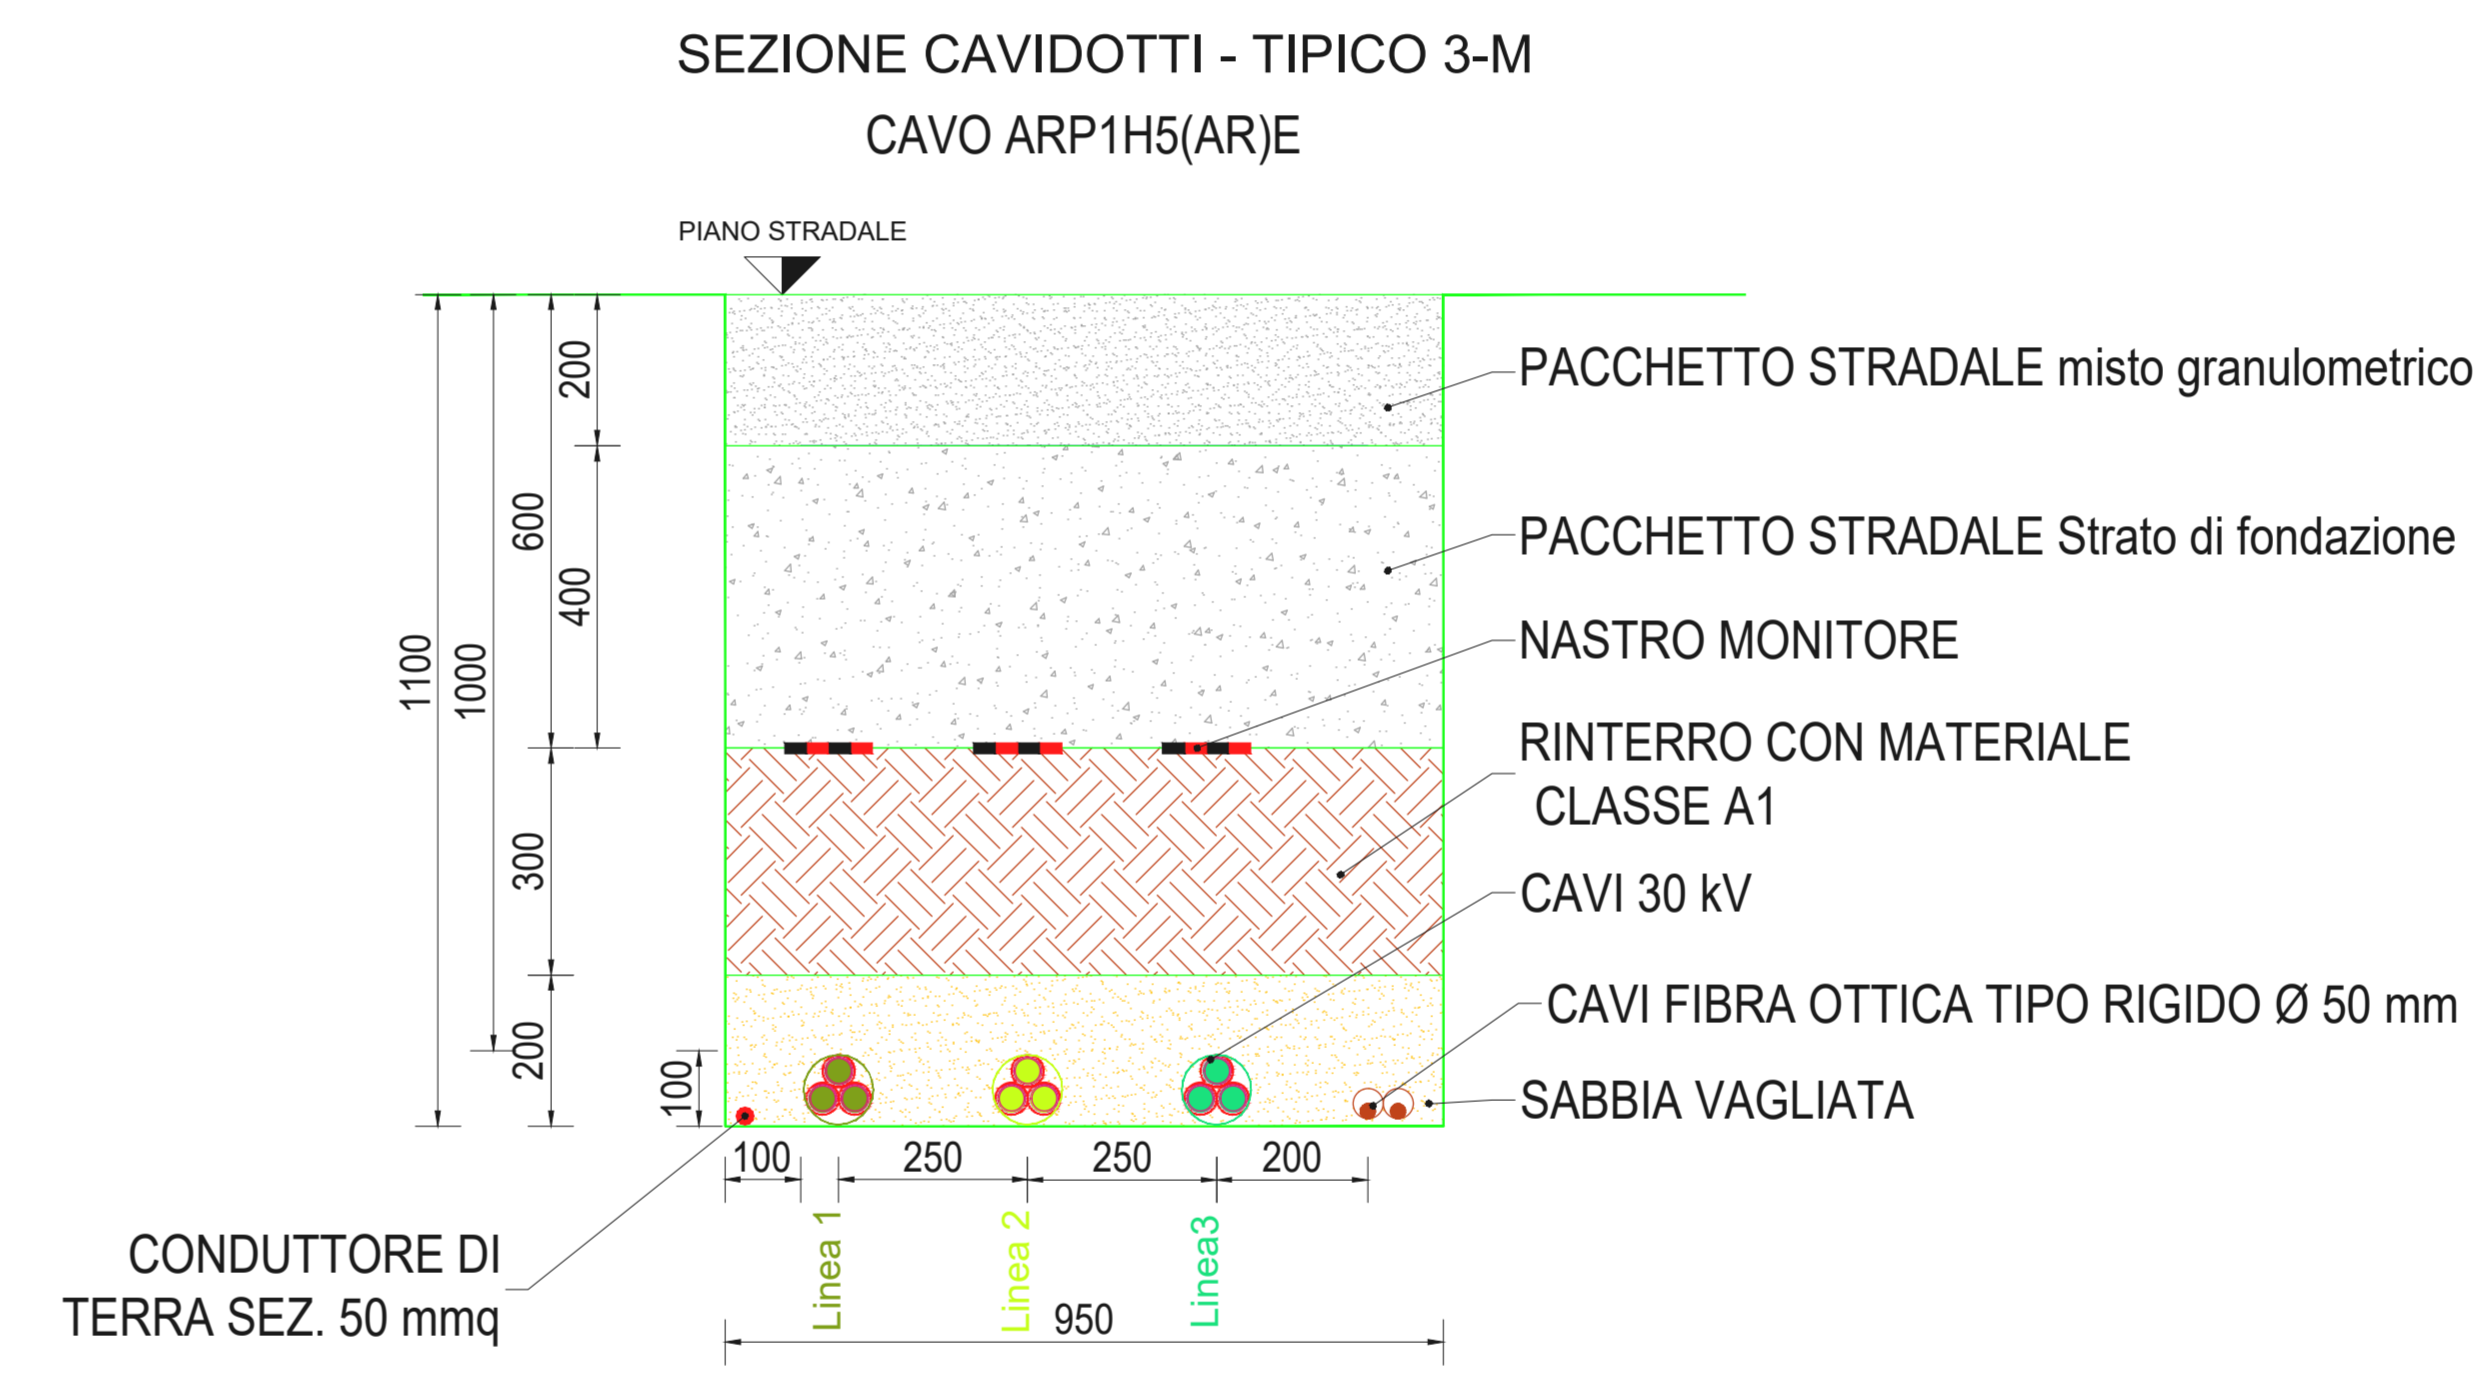 SEZIONE CAVIDOTTI - TIPICO 3-M
CAVO ARP1H5(AR)E
PIANO STRADALE
200
PACCHETTO STRADALE misto granulometrico
600
400
1100
1000
PACCHETTO STRADALE Strato di fondazione
NASTRO MONITORE
RINTERRO CON MATERIALE
CLASSE A1
300
CAVI 30 kV
200
100
CAVI FIBRA OTTICA TIPO RIGIDO Ø 50 mm
SABBIA VAGLIATA
100
250
250
200
Linea 1
Linea 2
Linea3
CONDUTTORE DI
TERRA SEZ. 50 mmq
950